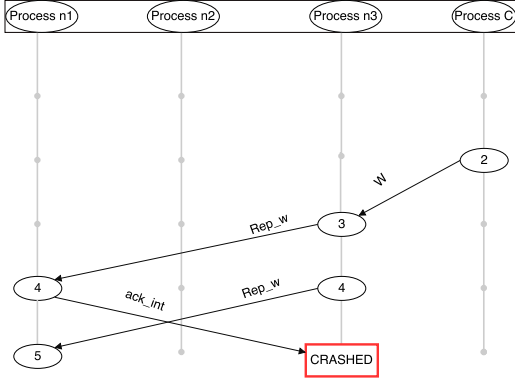 Process n1 Process n2 Process n3 Process C
2
W
3
Rep_w
4 ack_int Rep_w 4
5 CRASHED